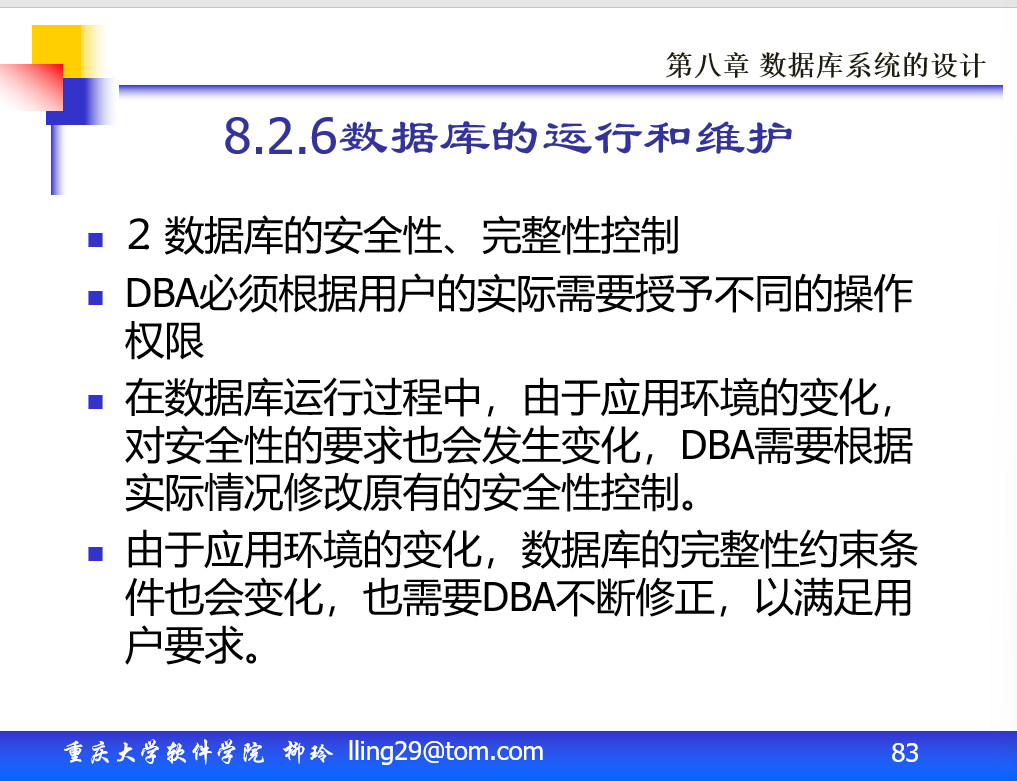 第八章 数据库系统的设计
8.2.6数据库的运行和维护
2 数据库的安全性、完整性控制
DBA必须根据用户的实际需要授予不同的操作
权限
在数据库运行过程中，由于应用环境的变化，
对安全性的要求也会发生变化，DBA需要根据
实际情况修改原有的安全性控制。
由于应用环境的变化，数据库的完整性约束条
件也会变化，也需要DBA不断修正，以满足用
户要求。
重庆大学软件学院 柳玲 lling29@tom.com
83